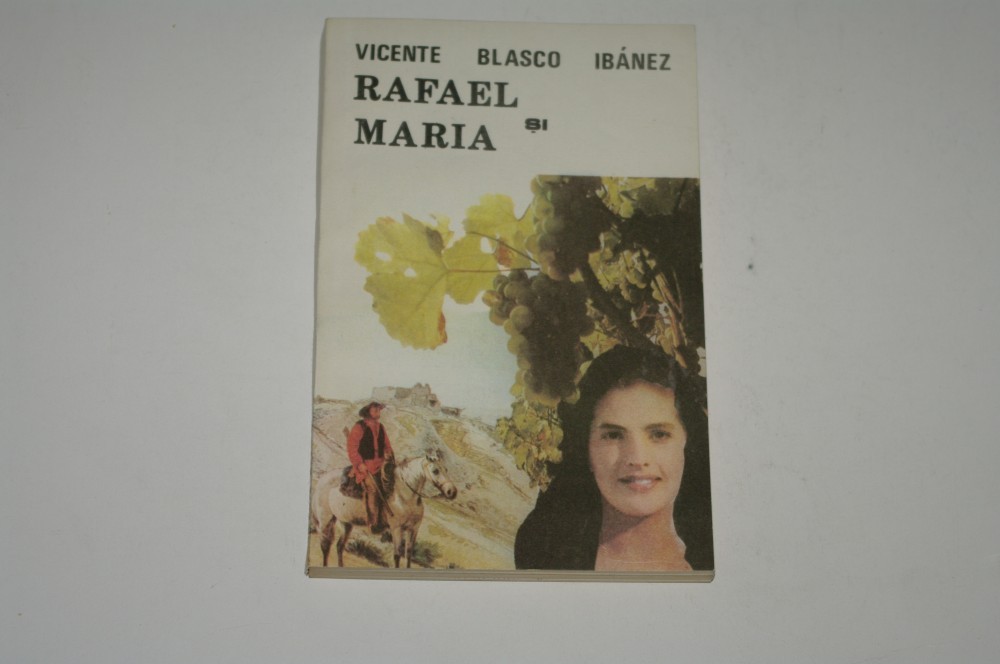 VICENTE BLASCO IBÁNEZ
RAFAEL
ȘI
MARIA